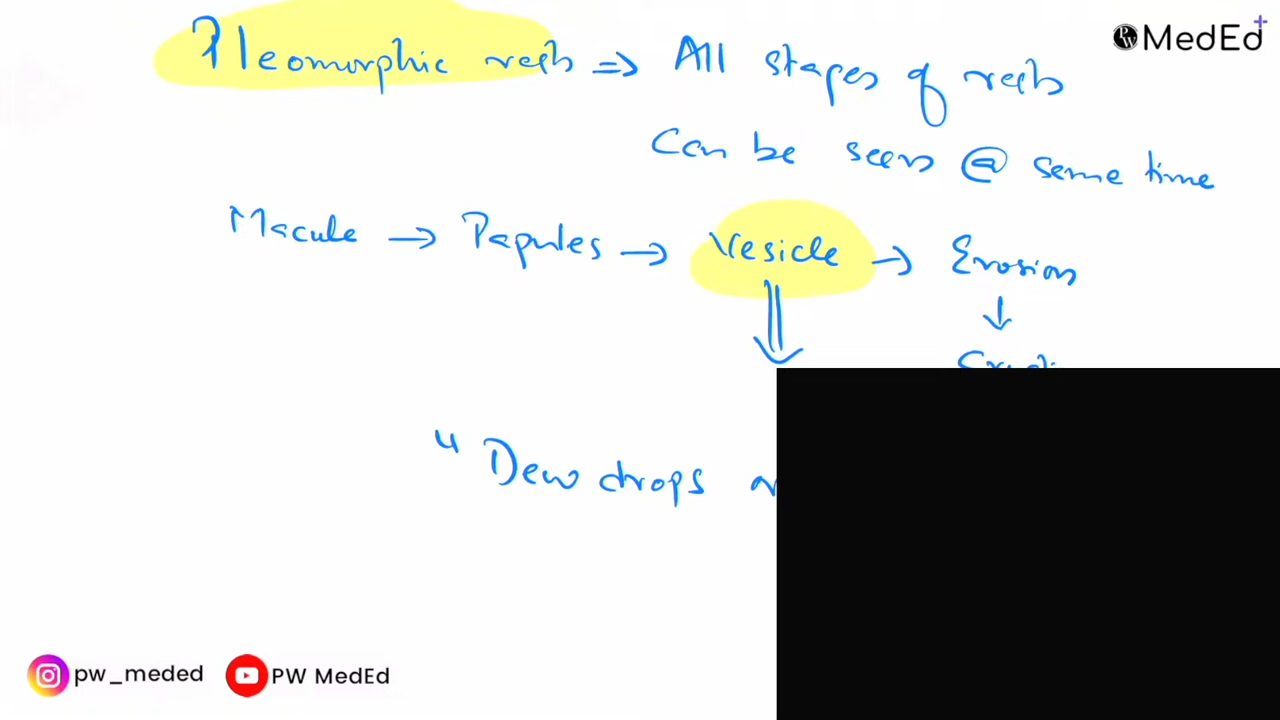 MedEd+
Pleomorphic rash ⇒ All stages of rash
Can be seen @ same time
Macule → Papules → Vesicle → Erosion
" Dew drops
pw_meded PW MedEd